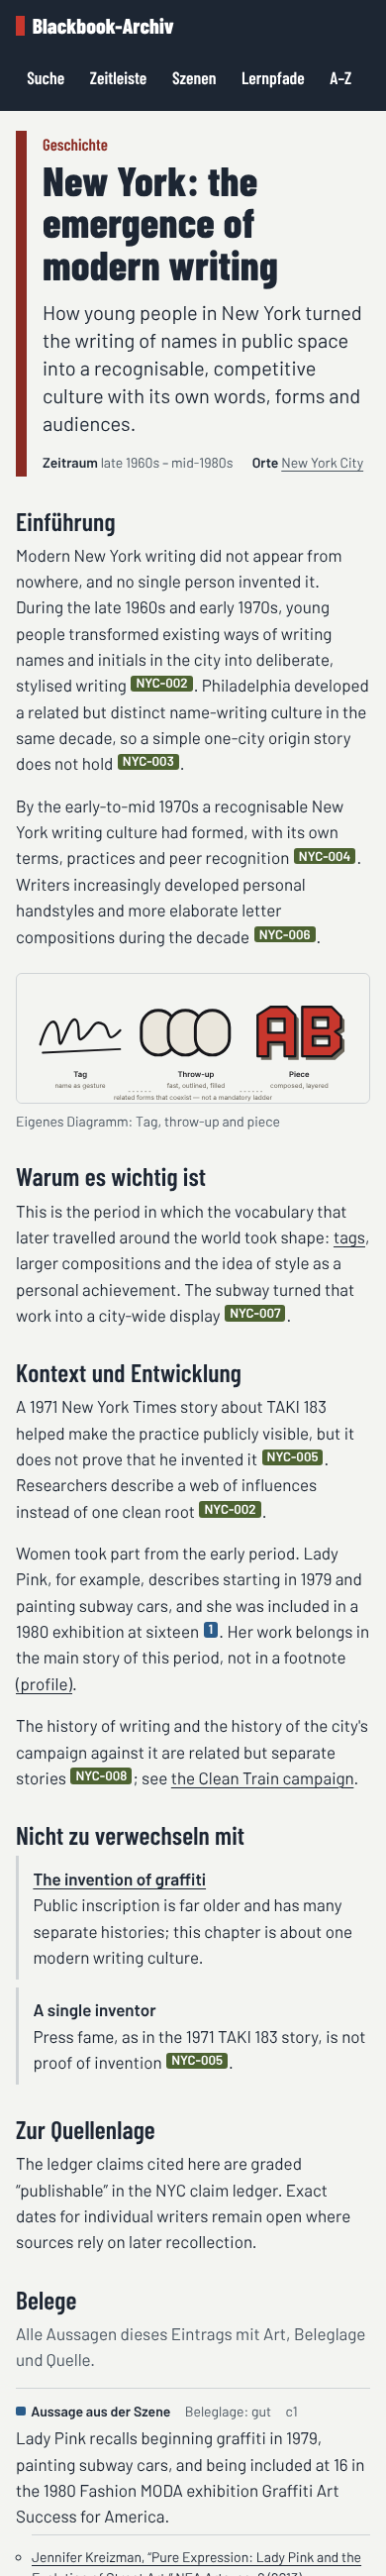 Blackbook-Archiv
Suche Zeitleiste Szenen Lernpfade A–Z
Geschichte
New York: the
emergence of
modern writing
How young people in New York turned
the writing of names in public space
into a recognisable, competitive
culture with its own words, forms and
audiences.
Zeitraum late 1960s – mid-1980s Orte New York City
Einführung
Modern New York writing did not appear from
nowhere, and no single person invented it.
During the late 1960s and early 1970s, young
people transformed existing ways of writing
names and initials in the city into deliberate,
stylised writing NYC-002. Philadelphia developed
a related but distinct name-writing culture in the
same decade, so a simple one-city origin story
does not hold NYC-003.
By the early-to-mid 1970s a recognisable New
York writing culture had formed, with its own
terms, practices and peer recognition NYC-004.
Writers increasingly developed personal
handstyles and more elaborate letter
compositions during the decade NYC-006.
AB
Tag Throw-up Piece
name as gesture fast, outlined, filled composed, layered
related forms that coexist — not a mandatory ladder
Eigenes Diagramm: Tag, throw-up and piece
Warum es wichtig ist
This is the period in which the vocabulary that
later travelled around the world took shape: tags,
larger compositions and the idea of style as a
personal achievement. The subway turned that
work into a city-wide display NYC-007.
Kontext und Entwicklung
A 1971 New York Times story about TAKI 183
helped make the practice publicly visible, but it
does not prove that he invented it NYC-005.
Researchers describe a web of influences
instead of one clean root NYC-002.
Women took part from the early period. Lady
Pink, for example, describes starting in 1979 and
painting subway cars, and she was included in a
1980 exhibition at sixteen 1. Her work belongs in
the main story of this period, not in a footnote
(profile).
The history of writing and the history of the city's
campaign against it are related but separate
stories NYC-008; see the Clean Train campaign.
Nicht zu verwechseln mit
The invention of graffiti
Public inscription is far older and has many
separate histories; this chapter is about one
modern writing culture.
A single inventor
Press fame, as in the 1971 TAKI 183 story, is not
proof of invention NYC-005.
Zur Quellenlage
The ledger claims cited here are graded
“publishable” in the NYC claim ledger. Exact
dates for individual writers remain open where
sources rely on later recollection.
Belege
Alle Aussagen dieses Eintrags mit Art, Beleglage
und Quelle.
Aussage aus der Szene Beleglage: gut c1
Lady Pink recalls beginning graffiti in 1979,
painting subway cars, and being included at 16 in
the 1980 Fashion MODA exhibition Graffiti Art
Success for America.
Jennifer Kreizman, “Pure Expression: Lady Pink and the